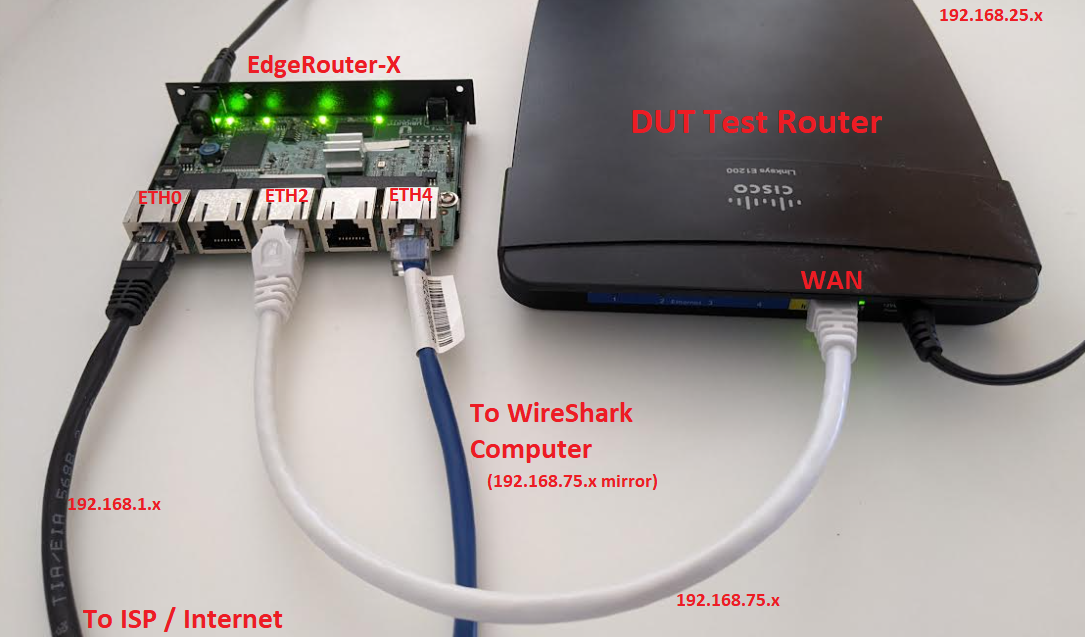 192.168.25.x
EdgeRouter-X
DUT Test Router
Linksys E1200
CISCO
ETH0
ETH2
ETH4
WAN
1
2 Ethernet 3
4
To WireShark
Computer
(192.168.75.x mirror)
192.168.1.x
TIA/EIA 568B
192.168.75.x
To ISP / Internet